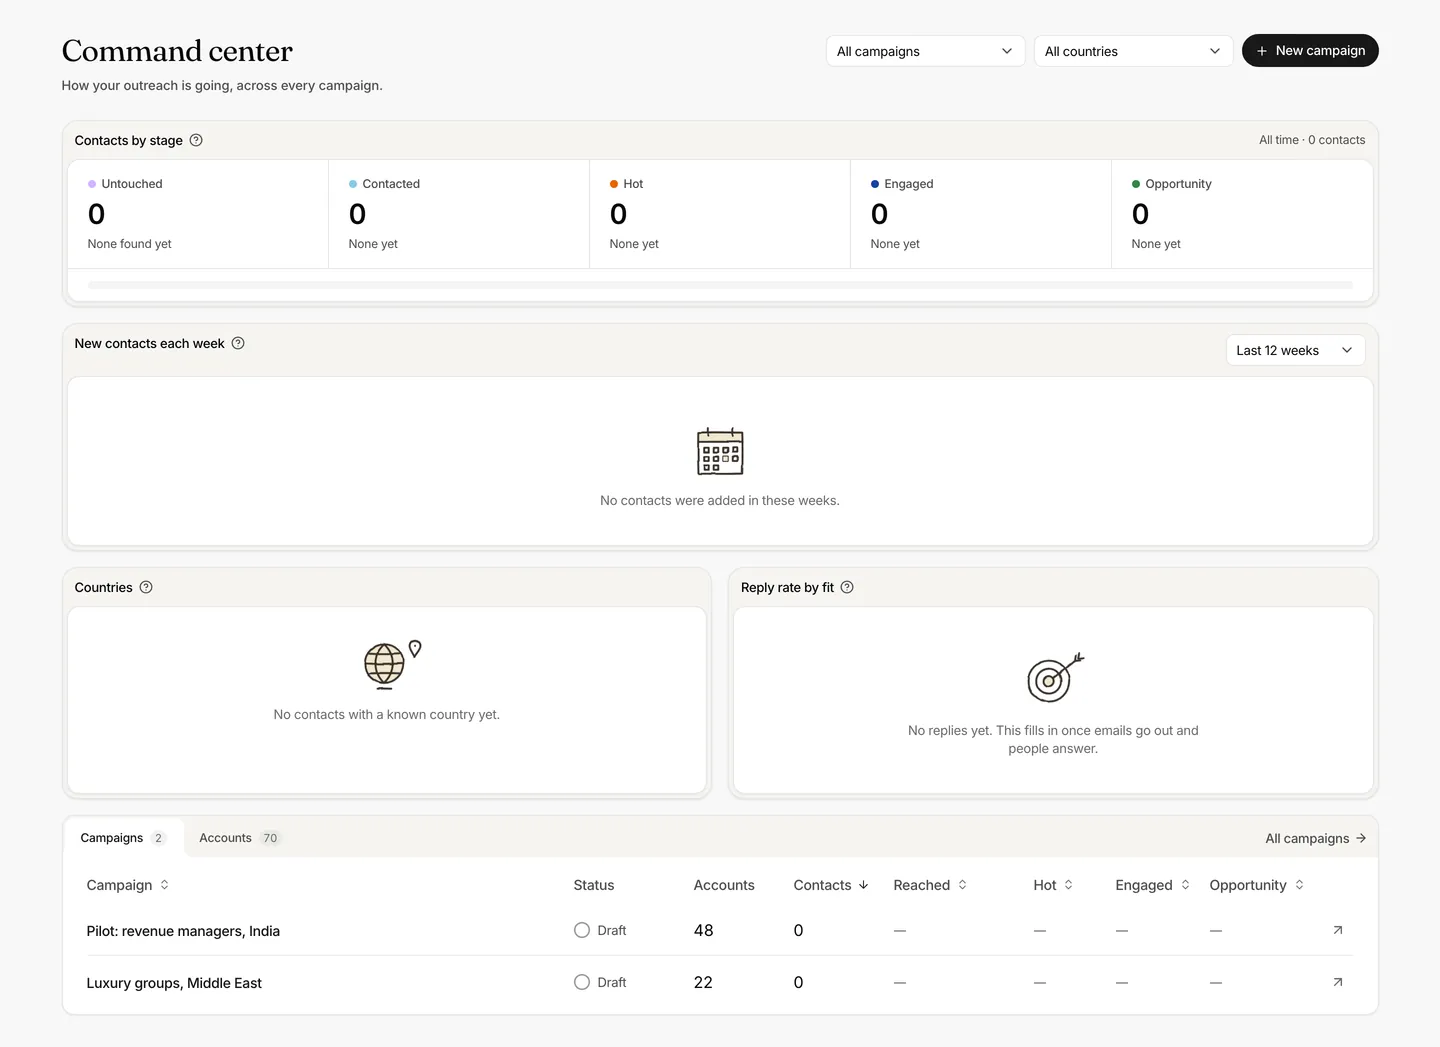 Command center
How your outreach is going, across every campaign.
All campaigns
All countries
+ New campaign
Contacts by stage
All time · 0 contacts
Untouched
0
None found yet
Contacted
0
None yet
Hot
0
None yet
Engaged
0
None yet
Opportunity
0
None yet
New contacts each week
Last 12 weeks
No contacts were added in these weeks.
Countries
No contacts with a known country yet.
Reply rate by fit
No replies yet. This fills in once emails go out and
people answer.
Campaigns 2
Accounts 70
All campaigns →
Campaign Status Accounts Contacts ↓ Reached Hot Engaged Opportunity
Pilot: revenue managers, India Draft 48 0 — — — —
Luxury groups, Middle East Draft 22 0 — — — —